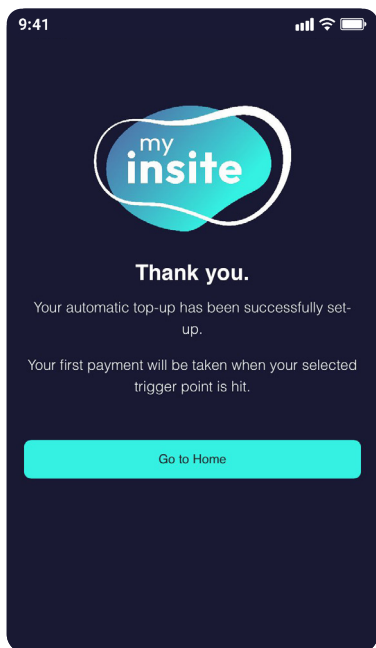 9:41
my
insite
Thank you.
Your automatic top-up has been successfully set-
up.
Your first payment will be taken when your selected
trigger point is hit.
Go to Home